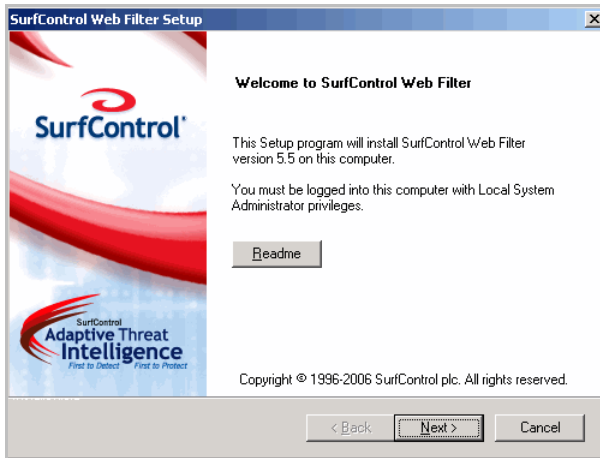 SurfControl Web Filter Setup
Welcome to SurfControl Web Filter
SurfControl
This Setup program will install SurfControl Web Filter
version 5.5 on this computer.
You must be logged into this computer with Local System
Administrator privileges.
Readme
SurfControl
Adaptive Threat
Intelligence
First to Detect First to Protect
Copyright © 1996-2006 SurfControl plc. All rights reserved.
< Back Next > Cancel